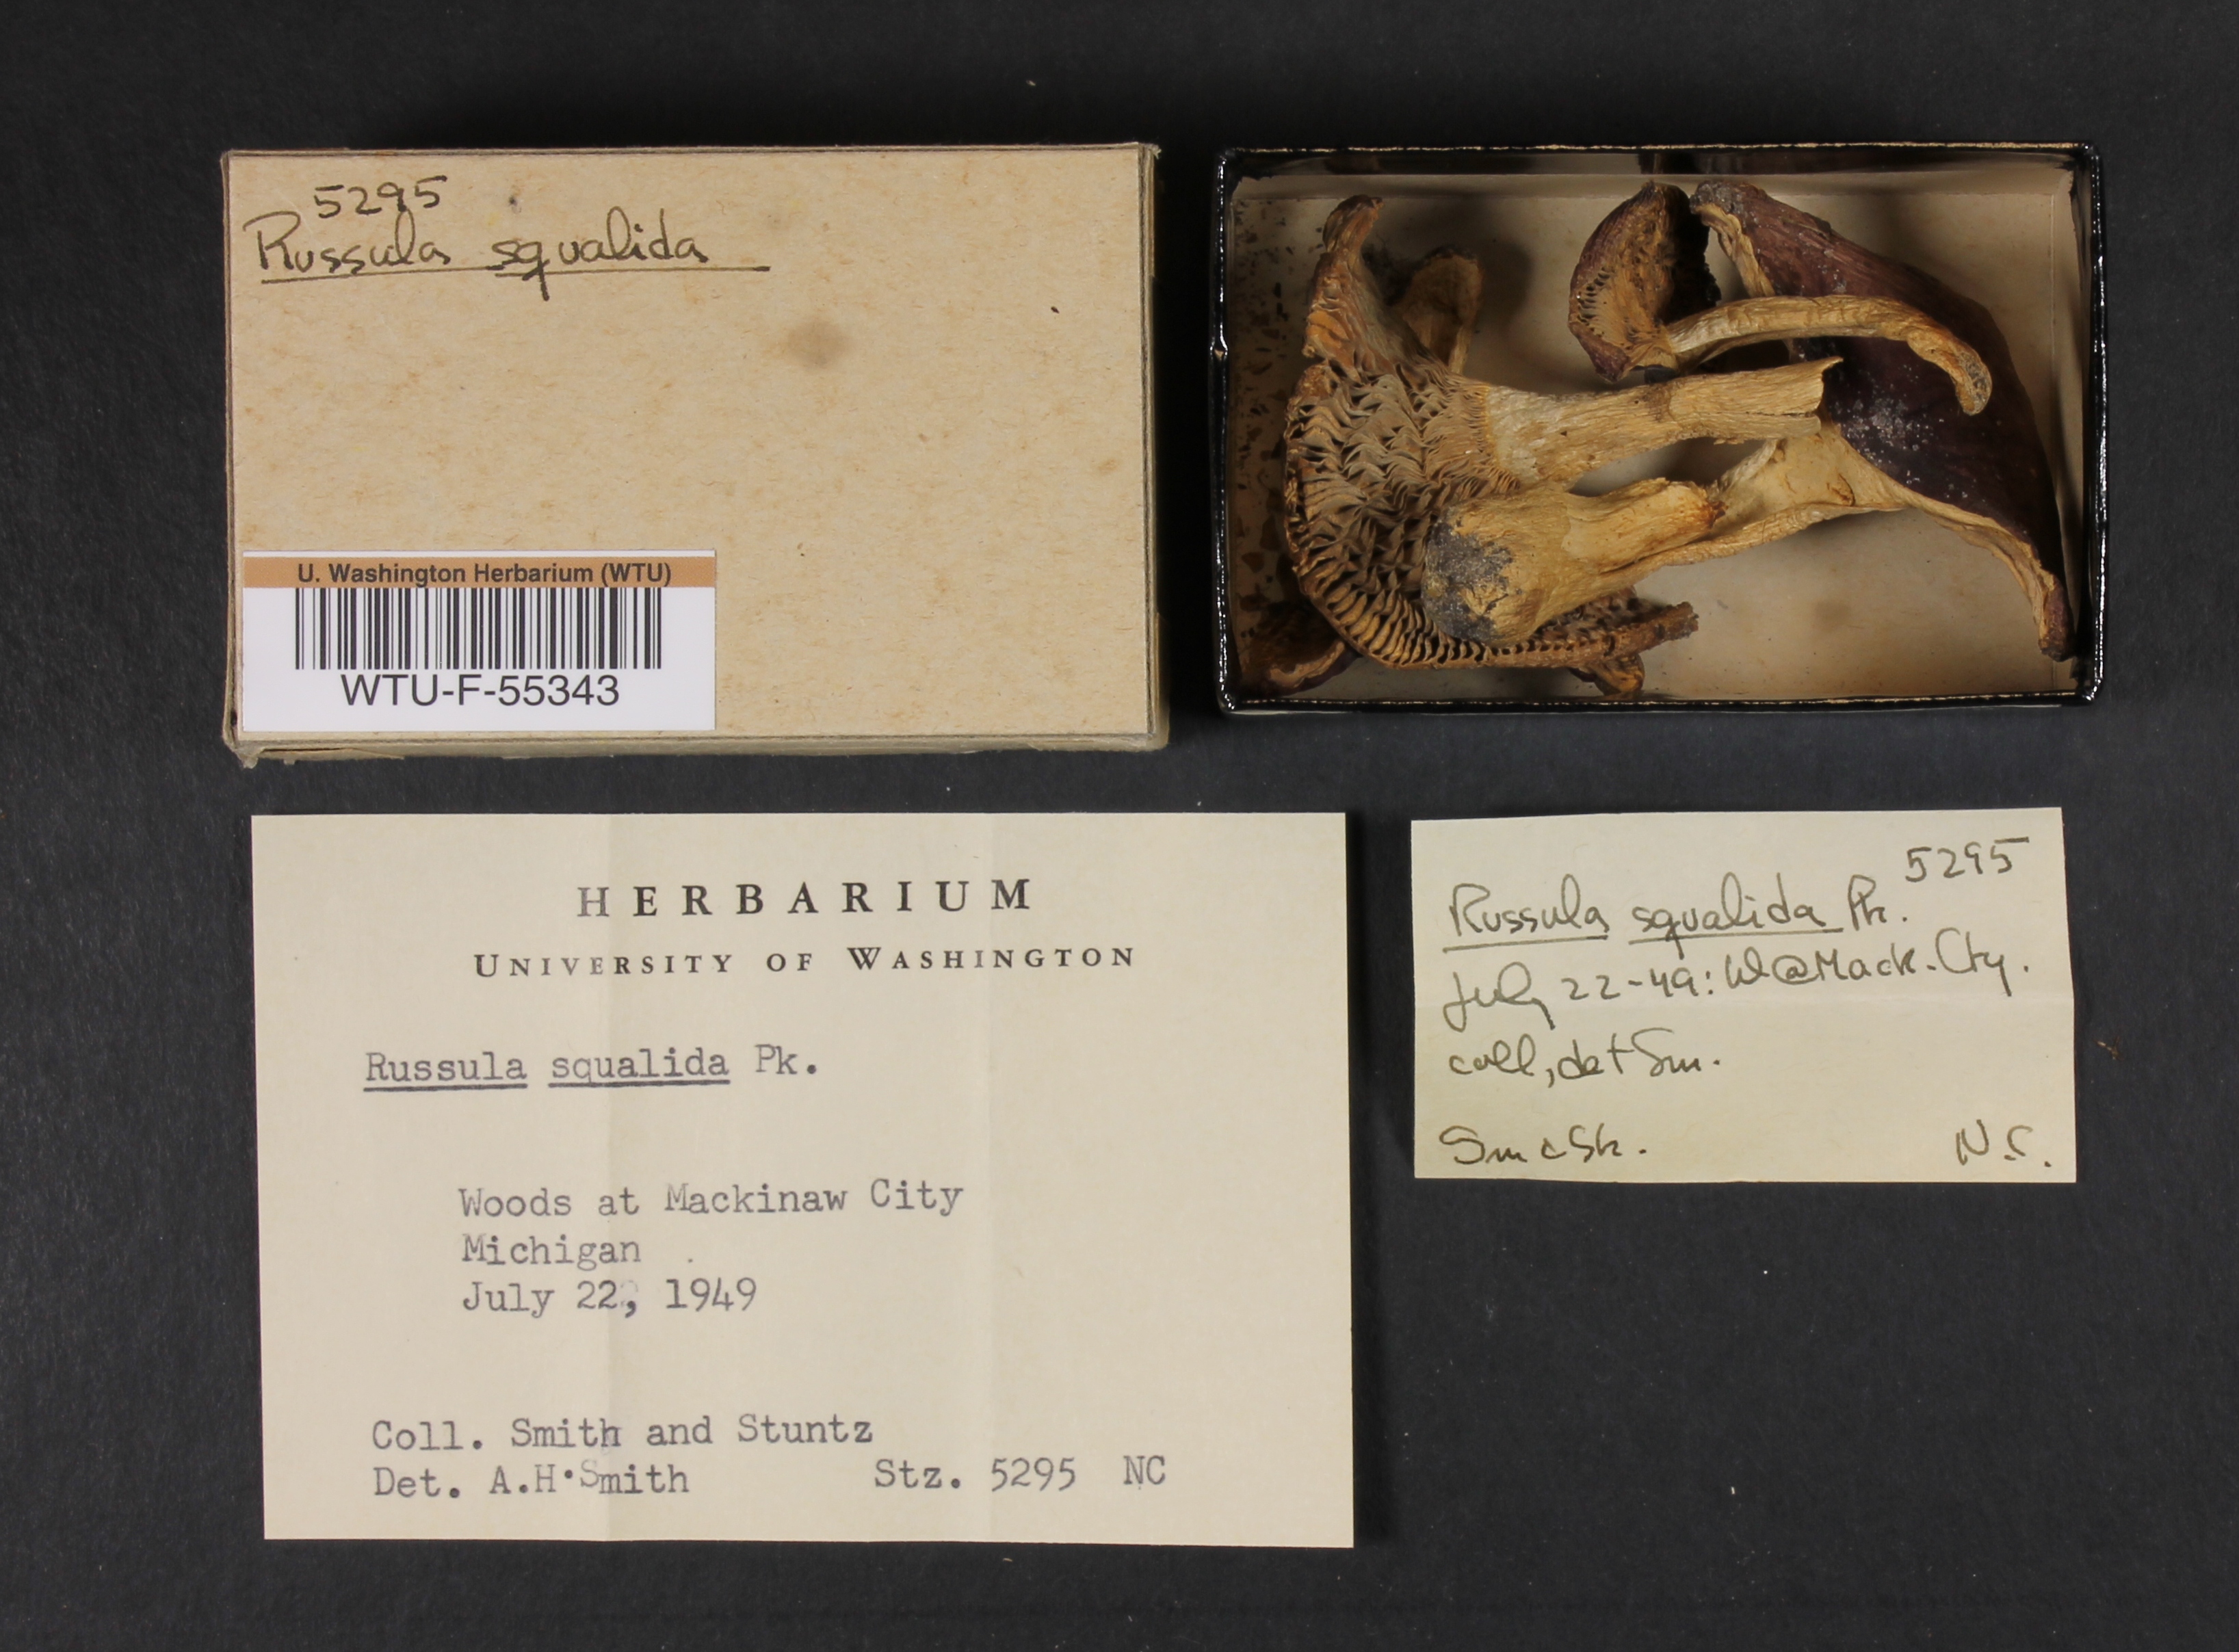 5295
Russula squalida
U. Washington Herbarium (WTU)
WTU-F-55343
HERBARIUM
UNIVERSITY OF WASHINGTON
Russula squalida Pk.
Woods at Mackinaw City
Michigan
July 22, 1949
Coll. Smith and Stuntz
Det. A.H.Smith Stz. 5295 NC
5295
Russula squalida Pk.
July 22-49: W@Mack. Cty.
coll, det Sm.
Sm c Sk.
N.C.